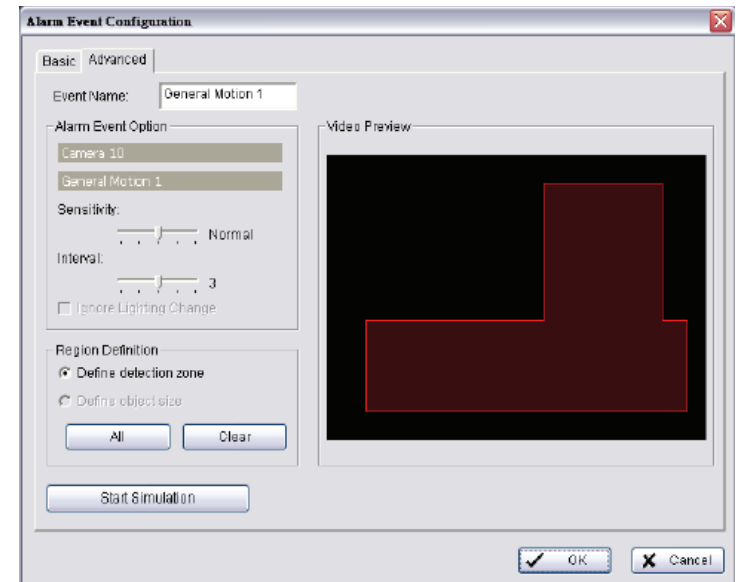 Alarm Event Configuration
Basic
Advanced
Event Name:
General Motion 1
Alarm Event Option
Camera 10
General Motion 1
Sensitivity:
Normal
Interval:
3
Ignore Lighting Change
Region Definition
Define detection zone
Define object size
All
Clear
Start Simulation
Video Preview
OK
Cancel